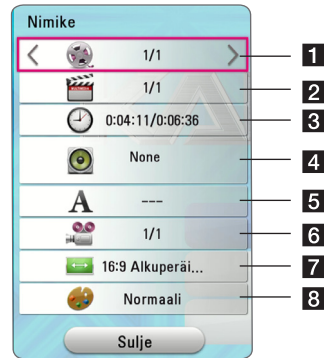 Nimike
1/1
1
1/1
2
0:04:11/0:06:36
3
None
4
A
---
5
1/1
6
16:9 Alkuperäi...
7
Normaali
8
Sulje